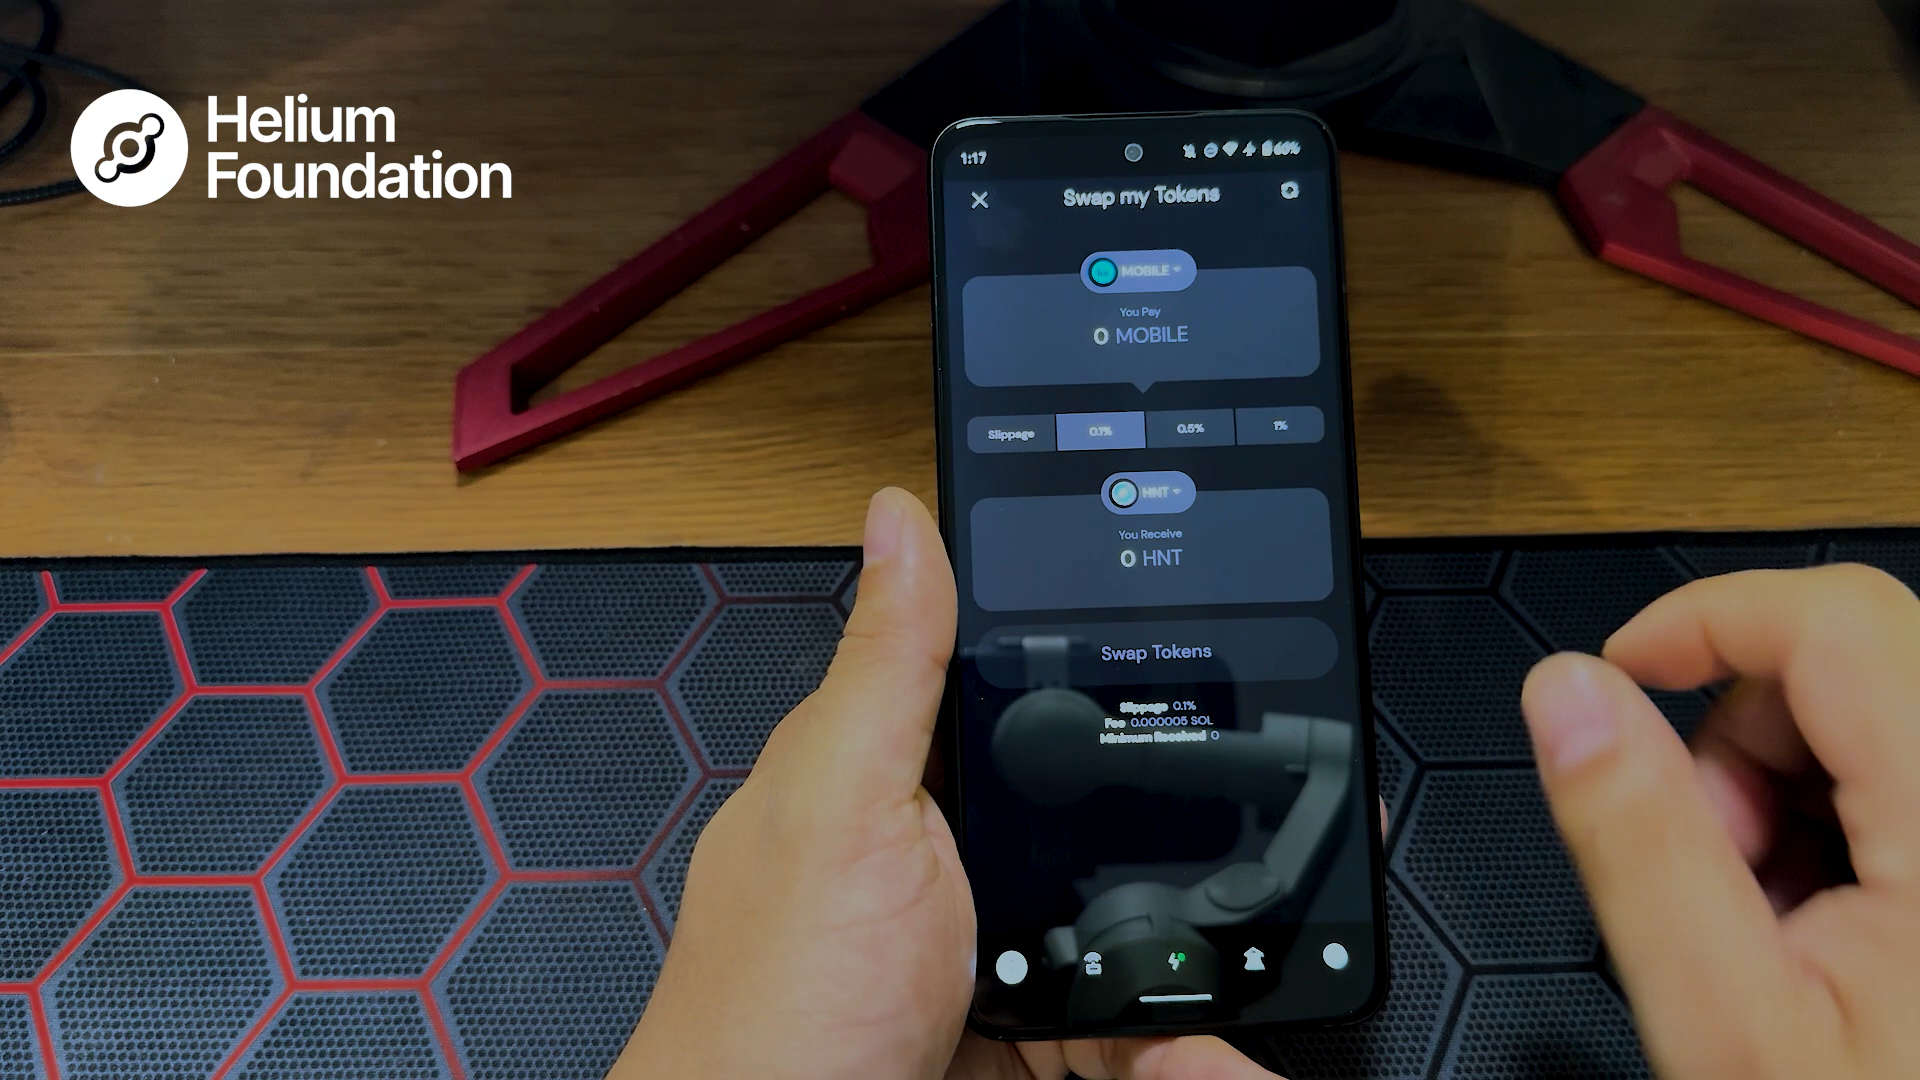 Helium
Foundation
1:17
66%
Swap my Tokens
MOBILE
You Pay
0 MOBILE
Slippage 0.1% 0.5% 1%
HNT
You Receive
0 HNT
Swap Tokens
Slippage 0.1%
Fee 0.000005 SOL
Minimum Received 0